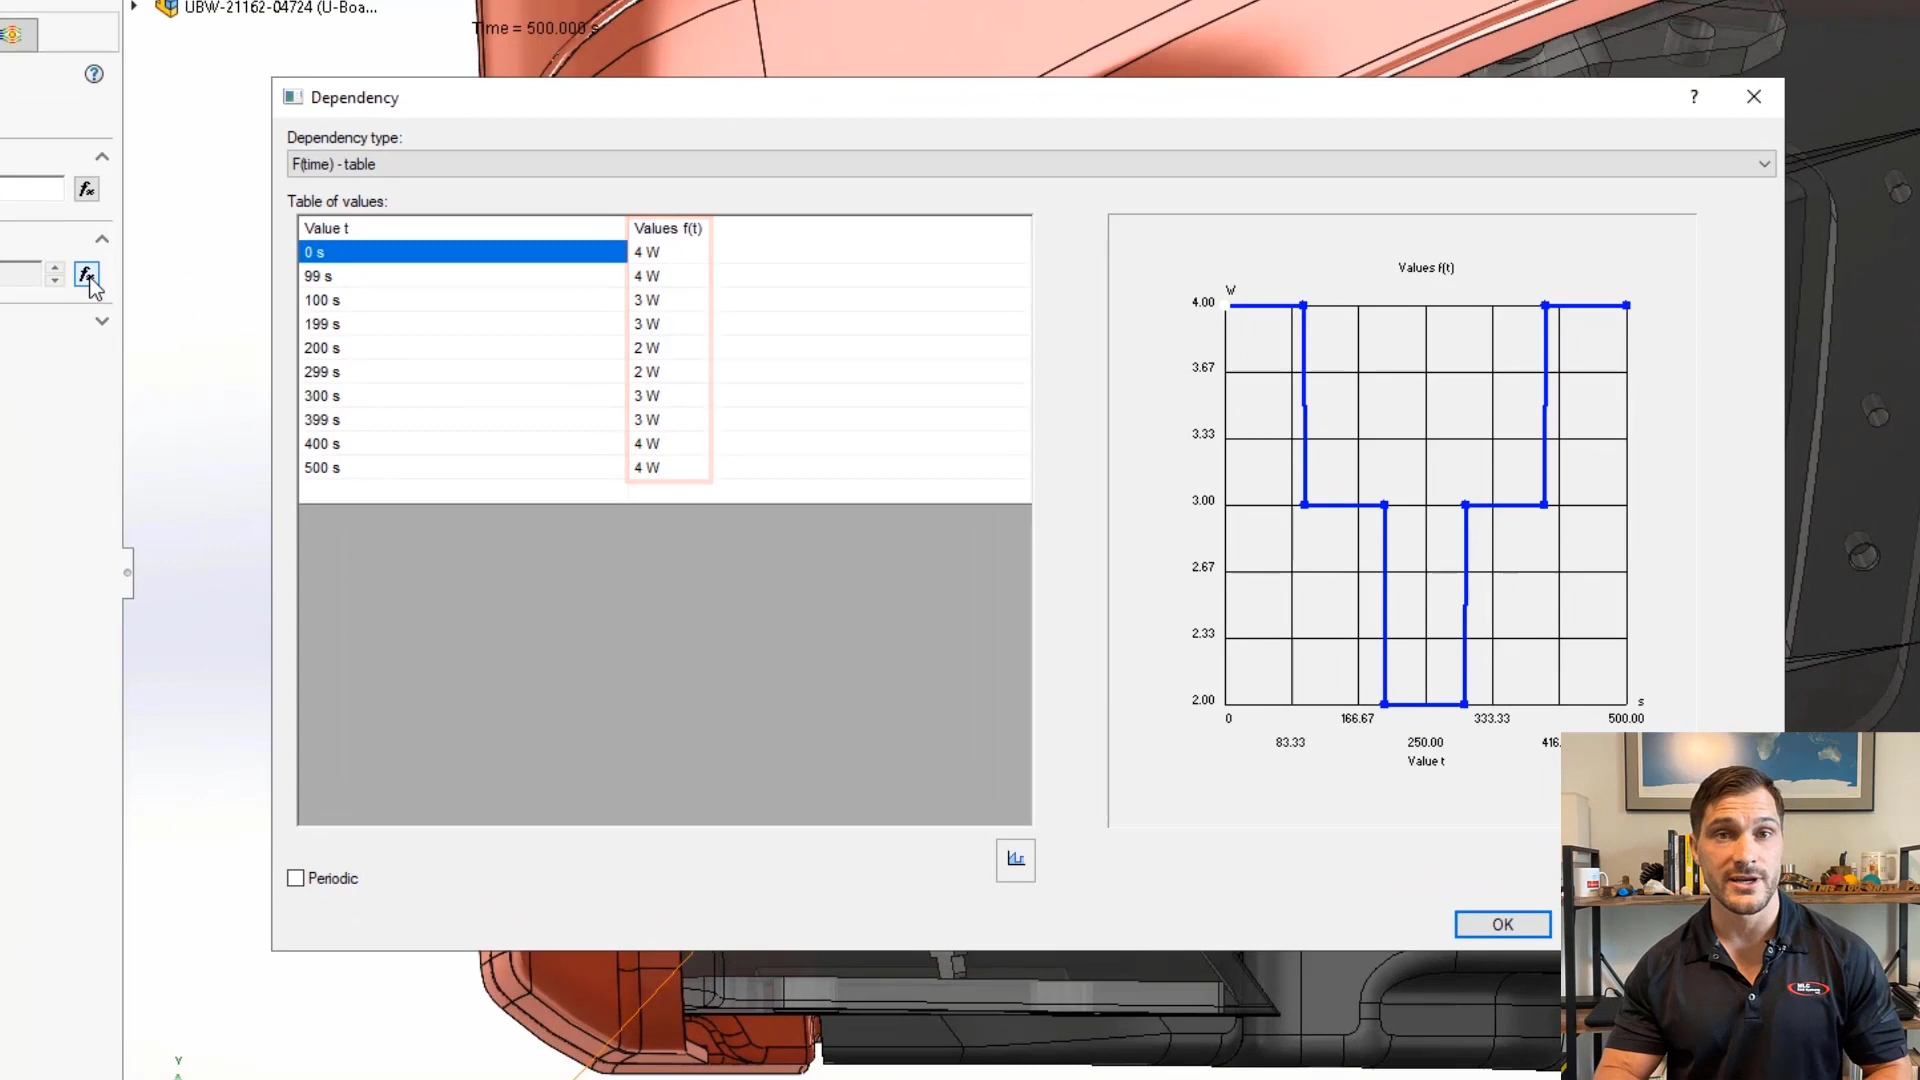 UBW-21162-04724 (U-Boa...
Time = 500.000 s
Dependency
?
Dependency type:
F(time) - table
Table of values:
Value t Values f(t)
0 s 4 W
99 s 4 W
100 s 3 W
199 s 3 W
200 s 2 W
299 s 2 W
300 s 3 W
399 s 3 W
400 s 4 W
500 s 4 W
Values f(t)
W
4.00
3.67
3.33
3.00
2.67
2.33
2.00
s
0 166.67 333.33 500.00
83.33 250.00 416.
Value t
Periodic
OK
Y